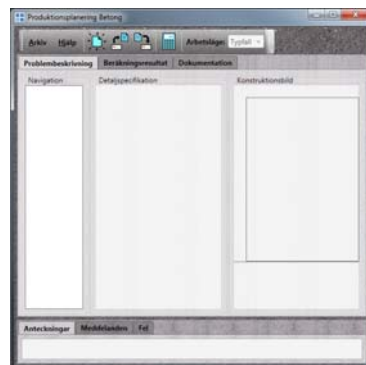 Produktionsplanering Betong
Arkiv Hjälp Arbetsläge: Typfall
Problembeskrivning Beräkningsresultat Dokumentation
Navigation Detaljspecifikation Konstruktionsbild
Anteckningar Meddelanden Fel